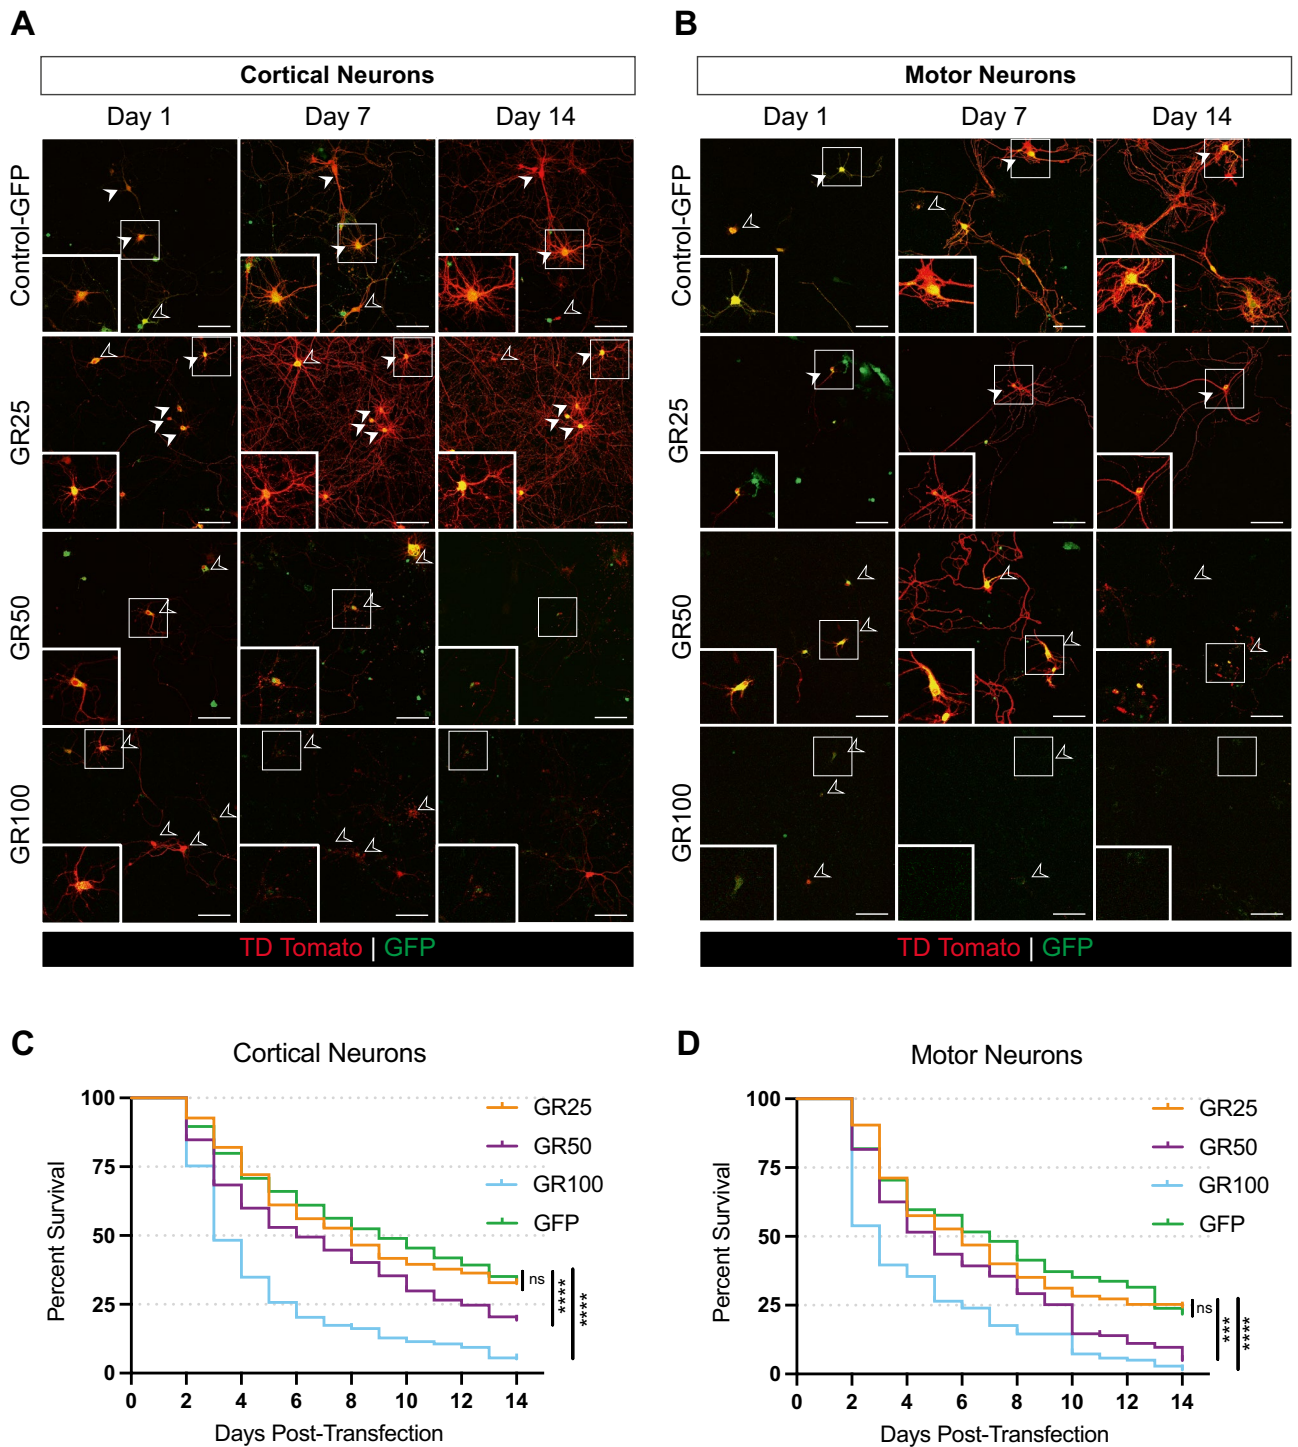 A
B
Cortical Neurons
Motor Neurons
Day 1
Day 7
Day 14
Day 1
Day 7
Day 14
Control-GFP
GR25
GR50
GR100
Control-GFP
GR25
GR50
GR100
TD Tomato | GFP
TD Tomato | GFP
C
Cortical Neurons
Percent Survival
100
75
50
25
0
0 2 4 6 8 10 12 14
Days Post-Transfection
GR25
GR50
GR100
GFP
ns
****
****
D
Motor Neurons
Percent Survival
100
75
50
25
0
0 2 4 6 8 10 12 14
Days Post-Transfection
GR25
GR50
GR100
GFP
ns
***
****